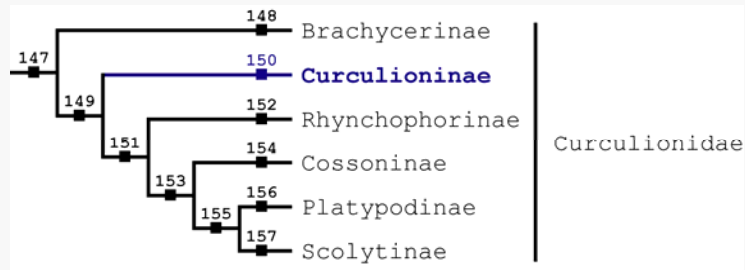 148
Brachycerinae
147
150
Curculioninae
149
152
Rhynchophorinae
151
Curculionidae
154
Cossoninae
153
156
Platypodinae
155
157
Scolytinae